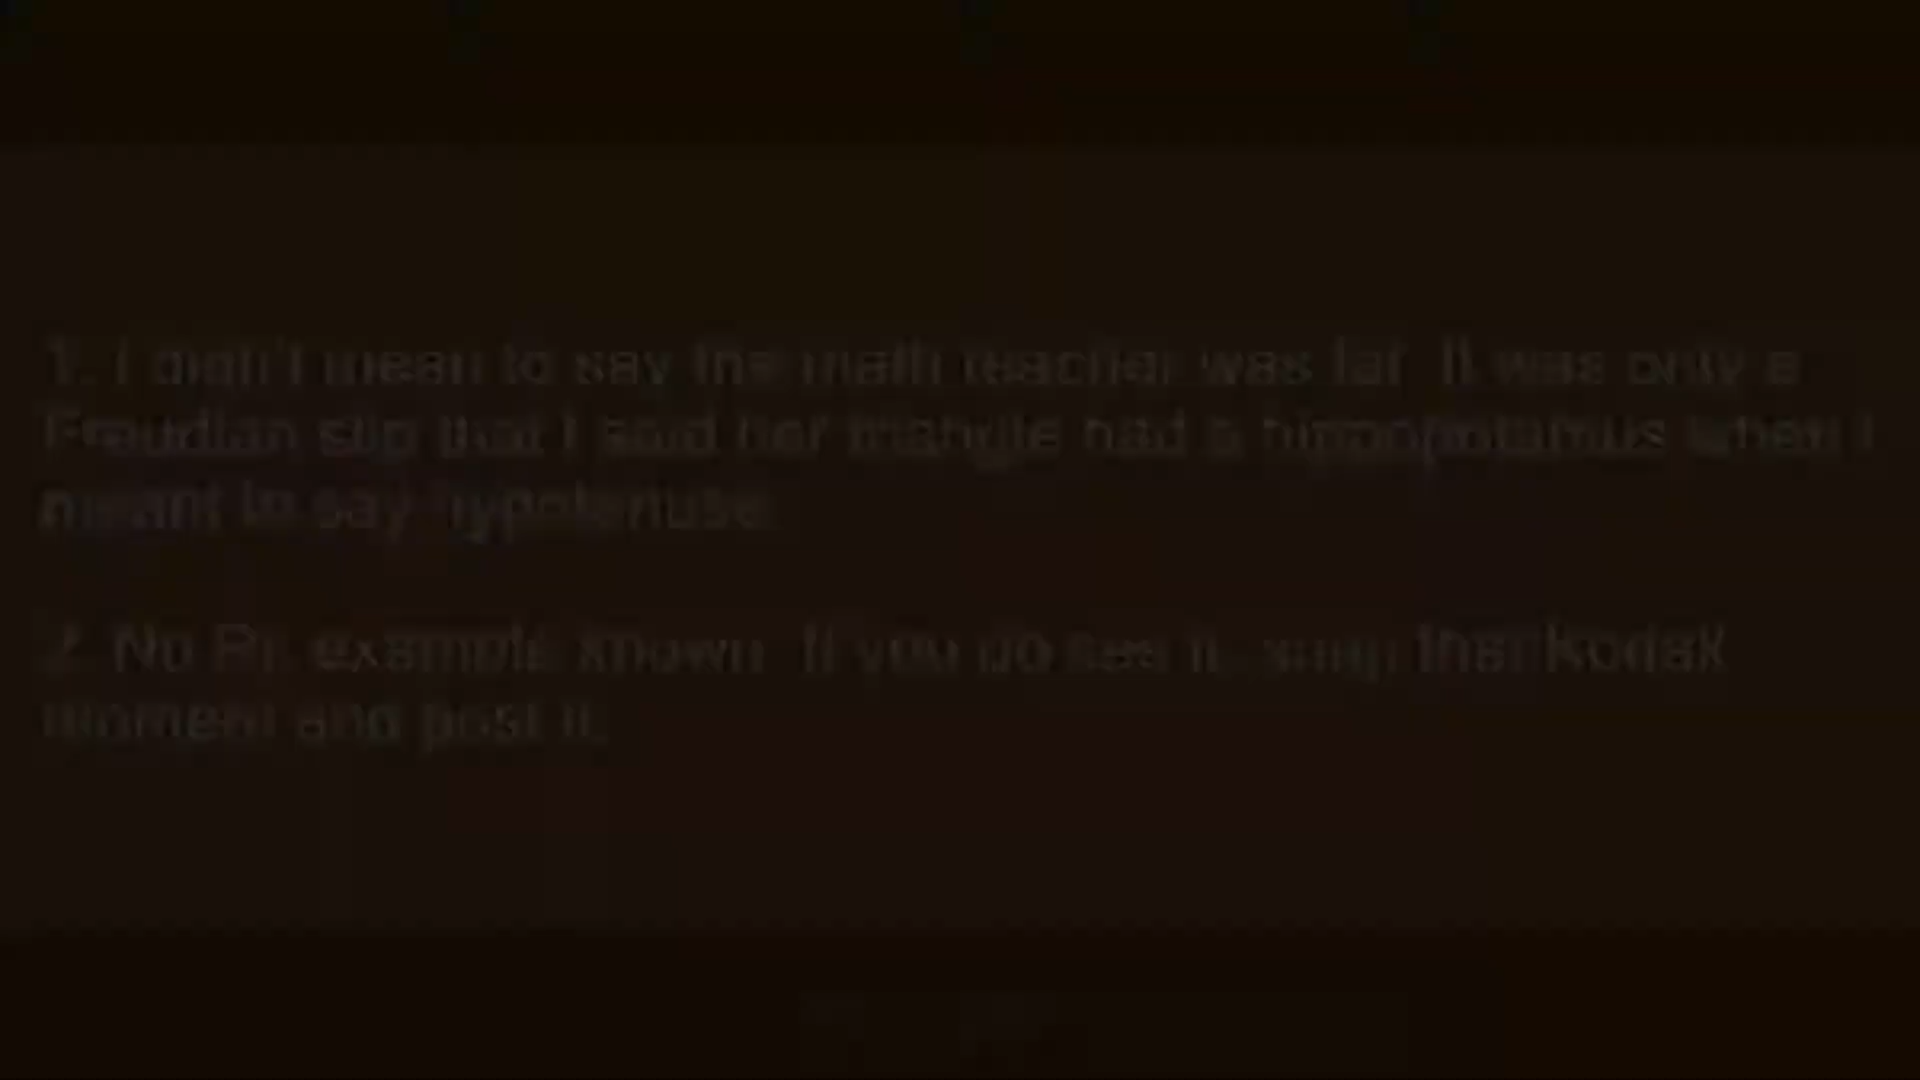 1. I didn't mean to say the math teacher was fat. It was only a
Freudian slip that I said her triangle had a hippopotamus when I
meant to say hypotenuse.
2. No example known. If you do see it, snap that Kodak
moment and post it.